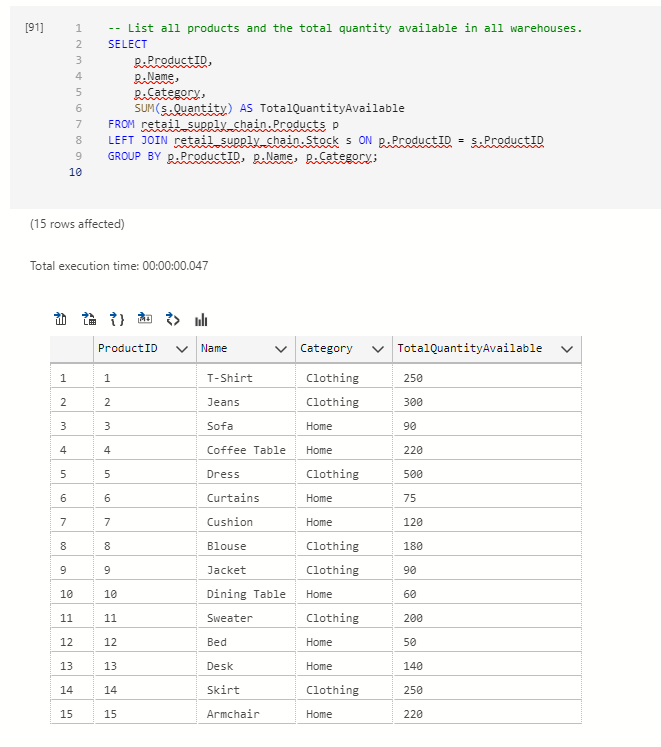 [91]
1 -- List all products and the total quantity available in all warehouses.
2 SELECT
3 p.ProductID,
4 p.Name,
5 p.Category,
6 SUM(s.Quantity) AS TotalQuantityAvailable
7 FROM retail_supply_chain.Products p
8 LEFT JOIN retail_supply_chain.Stock s ON p.ProductID = s.ProductID
9 GROUP BY p.ProductID, p.Name, p.Category;
10
(15 rows affected)
Total execution time: 00:00:00.047
ProductID Name Category TotalQuantityAvailable
1 1 T-Shirt Clothing 250
2 2 Jeans Clothing 300
3 3 Sofa Home 90
4 4 Coffee Table Home 220
5 5 Dress Clothing 500
6 6 Curtains Home 75
7 7 Cushion Home 120
8 8 Blouse Clothing 180
9 9 Jacket Clothing 90
10 10 Dining Table Home 60
11 11 Sweater Clothing 200
12 12 Bed Home 50
13 13 Desk Home 140
14 14 Skirt Clothing 250
15 15 Armchair Home 220